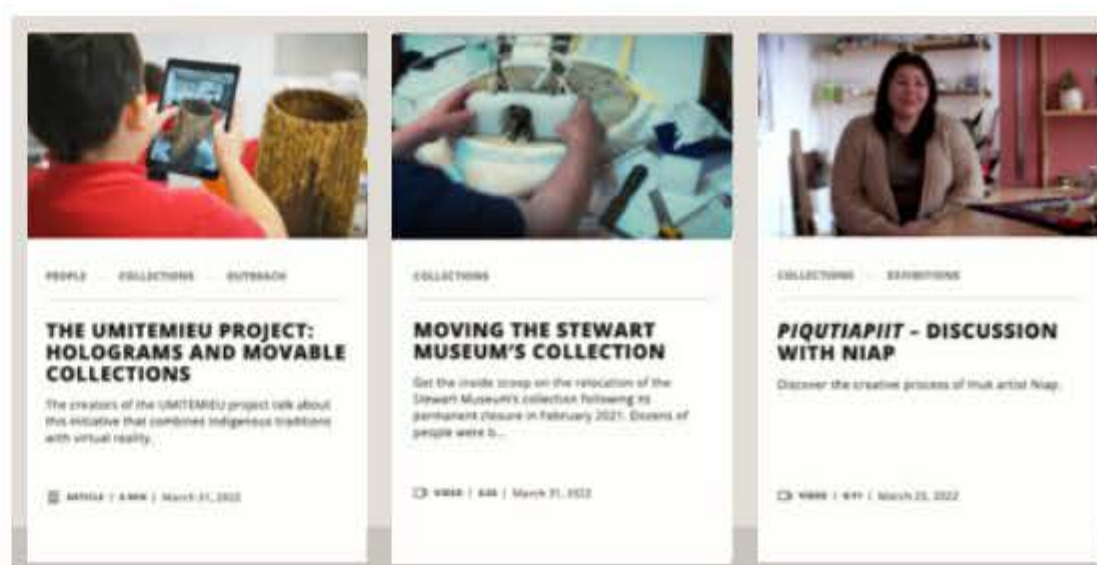 PEOPLE COLLECTIONS OUTREACH
THE UMITEMIEU PROJECT:
HOLOGRAMS AND MOVABLE
COLLECTIONS
The creators of the UMITEMIEU project talk about
this initiative that combines Indigenous traditions
with virtual reality.
ARTICLE | MIN | March 31, 2022
COLLECTIONS
MOVING THE STEWART
MUSEUM'S COLLECTION
Get the inside scoop on the relocation of the
Stewart Museum's collection following its
permanent closure in February 2021. Dozens of
people were b...
VIDEO | | March 31, 2022
COLLECTIONS EXHIBITIONS
PIQUTIAPIIT – DISCUSSION
WITH NIAP
Discover the creative process of Inuk artist Niap.
VIDEO | | March 23, 2022